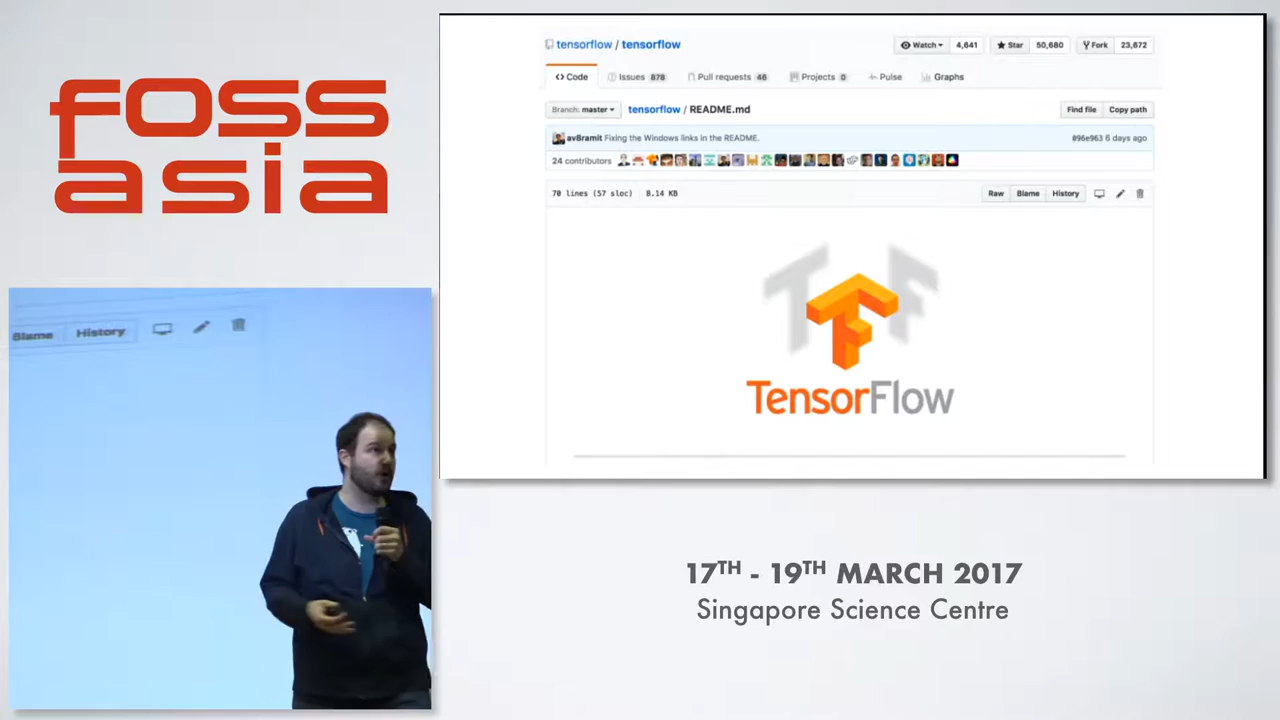 foss
asia
Blame History
tensorflow / tensorflow
Watch 4,641 Star 50,680 Fork 23,672
Code Issues 878 Pull requests 46 Projects 0 Pulse Graphs
Branch: master tensorflow / README.md Find file Copy path
av8ramit Fixing the Windows links in the README. 096e963 6 days ago
24 contributors
70 lines (57 sloc) 8.14 KB Raw Blame History
TensorFlow
17TH - 19TH MARCH 2017
Singapore Science Centre